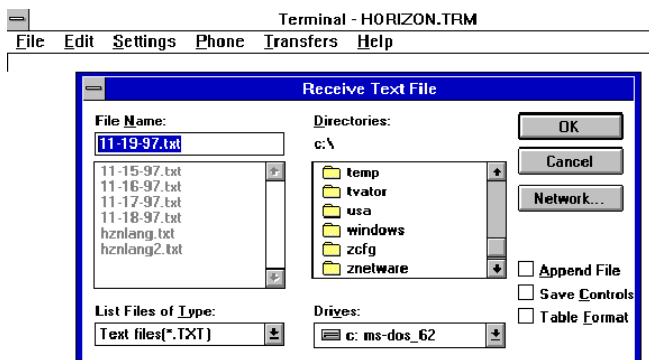 Terminal - HORIZON.TRM
File Edit Settings Phone Transfers Help
Receive Text File
File Name:
11-19-97.txt
11-15-97.txt
11-16-97.txt
11-17-97.txt
11-18-97.txt
hznlang.txt
hznlang2.txt
List Files of Type:
Text files(*.TXT)
Directories:
c:\
temp
tvator
usa
windows
zcfg
znetware
Drives:
c: ms-dos_62
OK
Cancel
Network...
Append File
Save Controls
Table Format